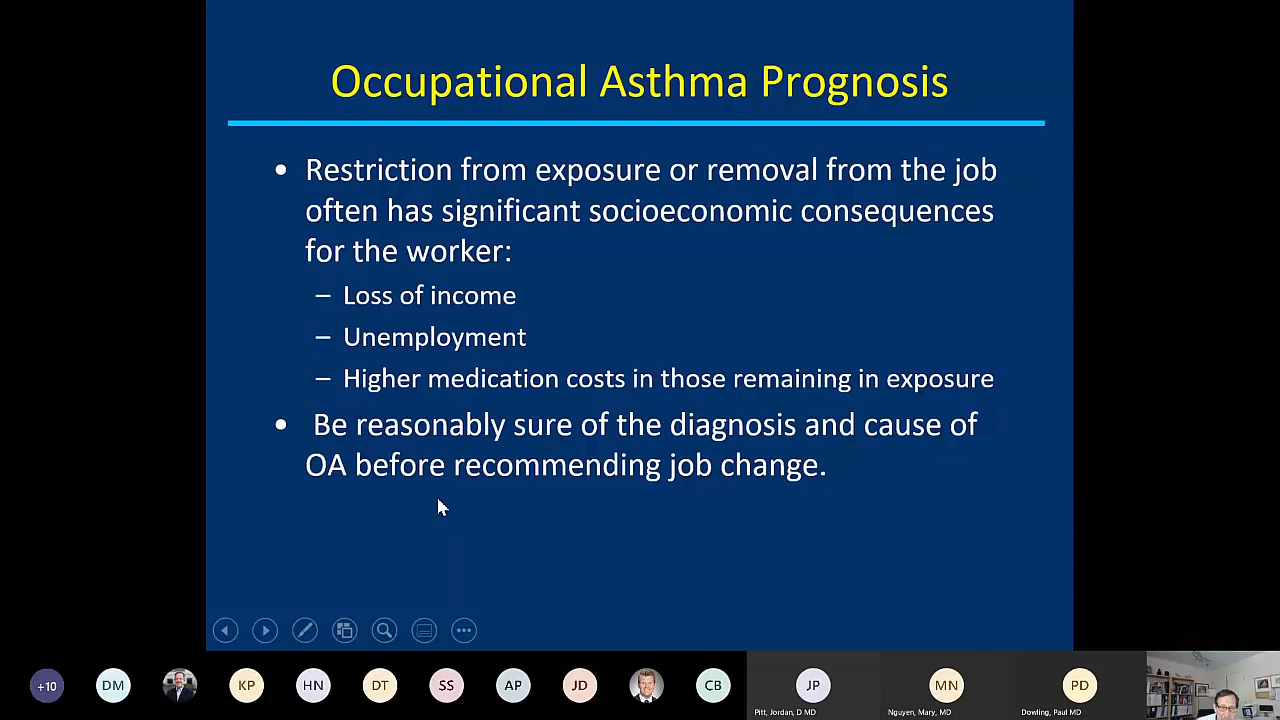 Occupational Asthma Prognosis
• Restriction from exposure or removal from the job
often has significant socioeconomic consequences
for the worker:
– Loss of income
– Unemployment
– Higher medication costs in those remaining in exposure
• Be reasonably sure of the diagnosis and cause of
OA before recommending job change.
+10 DM KP HN DT SS AP JD CB JP MN PD
Pitt, Jordan, D MD Nguyen, Mary, MD Dowling, Paul MD